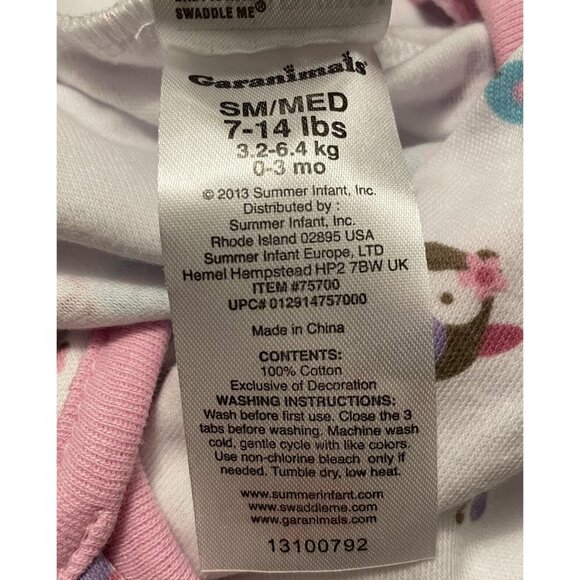 SWADDLE ME®
Garanimals®
SM/MED
7-14 lbs
3.2-6.4 kg
0-3 mo
© 2013 Summer Infant, Inc.
Distributed by :
Summer Infant, Inc.
Rhode Island 02895 USA
Summer Infant Europe, LTD
Hemel Hempstead HP2 7BW UK
ITEM #75700
UPC# 012914757000
Made in China
CONTENTS:
100% Cotton
Exclusive of Decoration
WASHING INSTRUCTIONS:
Wash before first use. Close the 3
tabs before washing. Machine wash
cold, gentle cycle with like colors.
Use non-chlorine bleach only if
needed. Tumble dry, low heat.
www.summerinfant.com
www.swaddleme.com
www.garanimals.com
13100792